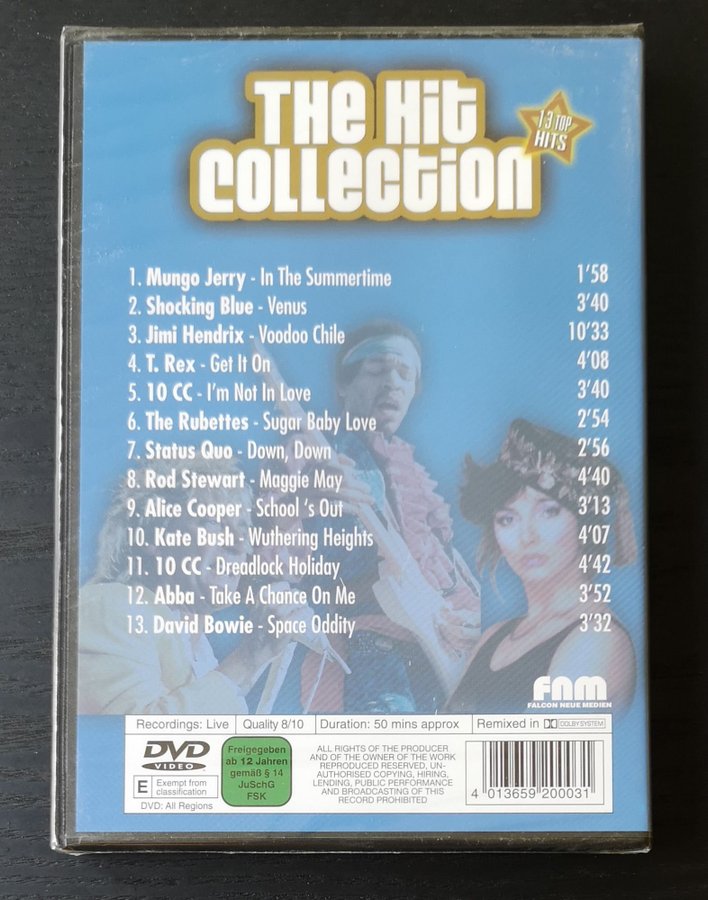 THE Hit
COLLECtiON
13 TOP
HITS
1. Mungo Jerry - In The Summertime 1'58
2. Shocking Blue - Venus 3'40
3. Jimi Hendrix - Voodoo Chile 10'33
4. T. Rex - Get It On 4'08
5. 10 CC - I'm Not In Love 3'40
6. The Rubettes - Sugar Baby Love 2'54
7. Status Quo - Down, Down 2'56
8. Rod Stewart - Maggie May 4'40
9. Alice Cooper - School 's Out 3'13
10. Kate Bush - Wuthering Heights 4'07
11. 10 CC - Dreadlock Holiday 4'42
12. Abba - Take A Chance On Me 3'52
13. David Bowie - Space Oddity 3'32
fnm
FALCON NEUE MEDIEN
Recordings: Live Quality 8/10 Duration: 50 mins approx Remixed in DOLBY SYSTEM
DVD
VIDEO
E Exempt from
classification
DVD: All Regions
Freigegeben
ab 12 Jahren
gemäß § 14
JuSchG
FSK
ALL RIGHTS OF THE PRODUCER
AND OF THE OWNER OF THE WORK
REPRODUCED RESERVED, UN-
AUTHORISED COPYING, HIRING,
LENDING, PUBLIC PERFORMANCE
AND BROADCASTING OF THIS
RECORD PROHIBITED
4 013659 200031